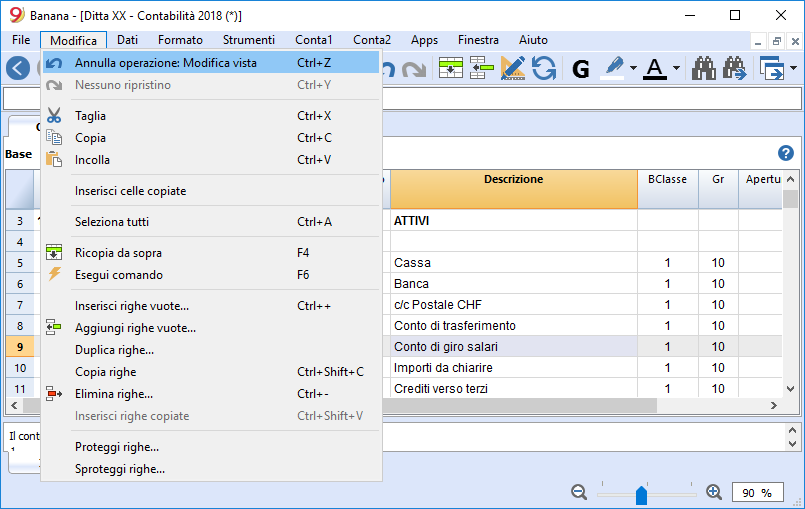 Banana - [Ditta XX - Contabilità 2018 (*)]
File Modifica Dati Formato Strumenti Conta1 Conta2 Apps Finestra Aiuto
Annulla operazione: Modifica vista Ctrl+Z
Nessuno ripristino Ctrl+Y
Taglia Ctrl+X
Copia Ctrl+C
Incolla Ctrl+V
Inserisci celle copiate
Seleziona tutti Ctrl+A
Ricopia da sopra F4
Esegui comando F6
Inserisci righe vuote... Ctrl++
Aggiungi righe vuote...
Duplica righe...
Copia righe Ctrl+Shift+C
Elimina righe... Ctrl+-
Inserisci righe copiate Ctrl+Shift+V
Proteggi righe...
Sproteggi righe...
G A
Base
Descrizione BClasse Gr Apertu
3 ATTIVI
4
5 Cassa 1 10
6 Banca 1 10
7 c/c Postale CHF 1 10
8 Conto di trasferimento 1 10
9 Conto di giro salari 1 10
10 Importi da chiarire 1 10
11 Crediti verso terzi 1 10
Il cont
90 %